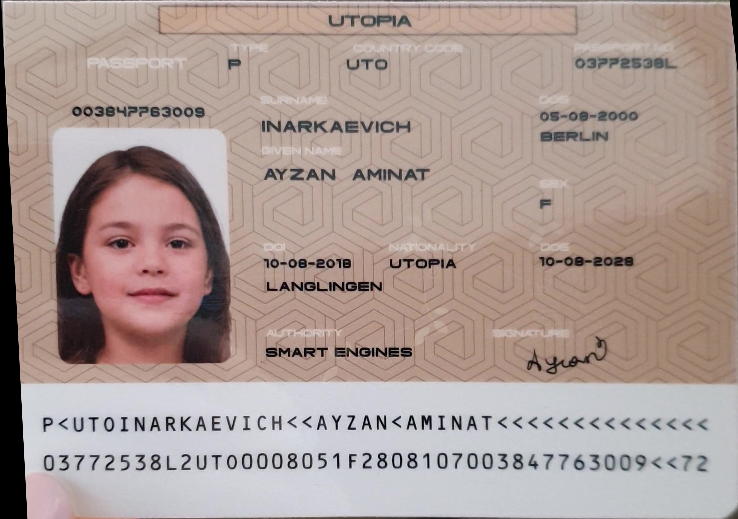 UTOPIA
TYPE COUNTRY CODE PASSPORT NO
PASSPORT P UTO 03772538L
003847763009
SURNAME DOB
INARKAEVICH 05-08-2000
BERLIN
GIVEN NAME
AYZAN AMINAT
SEX
F
DOI NATIONALITY DOE
10-08-2018 UTOPIA 10-08-2028
LANGLINGEN
AUTHORITY SIGNATURE
SMART ENGINES
Ayzan
P<UTOINARKAEVICH<<AYZAN<AMINAT<<<<<<<<<<<<<<
03772538L2UTO0008051F2808107003847763009<<72